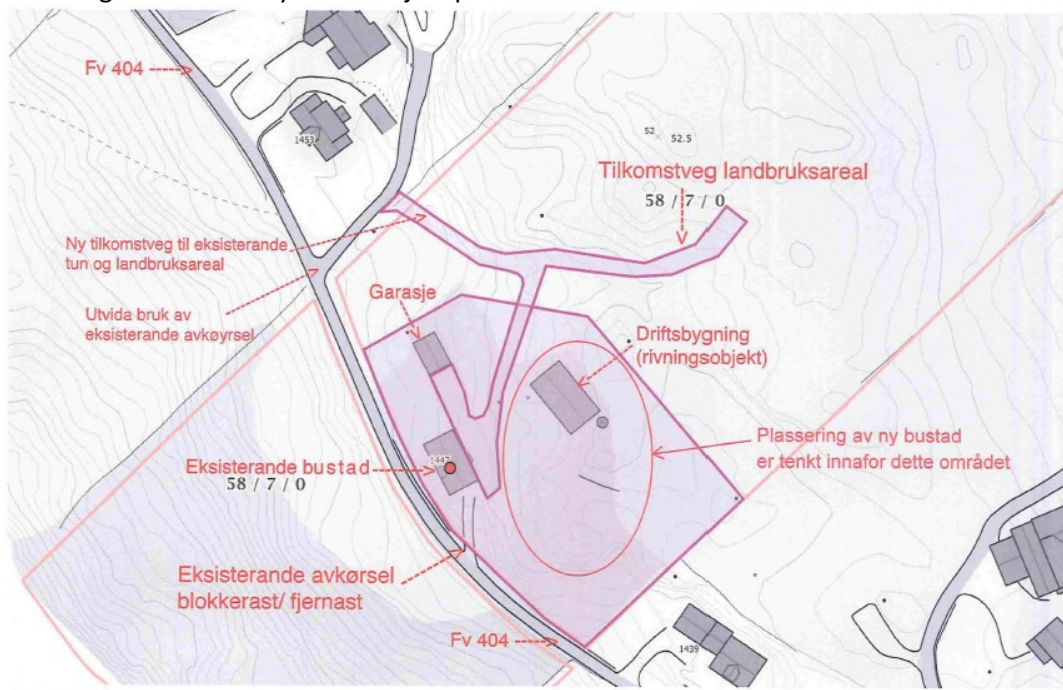 Fv 404
1453
52
52.5
Tilkomstveg landbruksareal
58 / 7 / 0
Ny tilkomstveg til eksisterande
tun og landbruksareal
Garasje
Utvida bruk av
eksisterande avkøyrsel
Driftsbygning
(rivningsobjekt)
Plassering av ny bustad
er tenkt innafor dette området
1447
Eksisterande bustad
58 / 7 / 0
Eksisterande avkørsel
blokkerast/ fjernast
Fv 404
1439